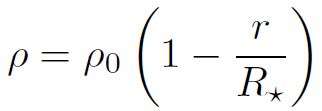 ρ = ρ₀ (1 − r/R⋆)